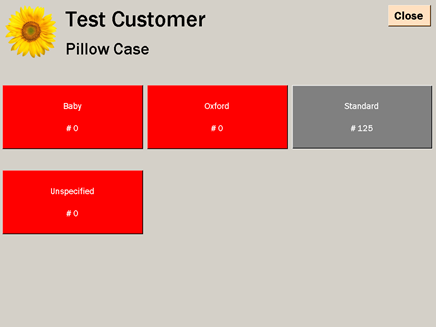 Test Customer
Close
Pillow Case
Baby
# 0
Oxford
# 0
Standard
# 125
Unspecified
# 0